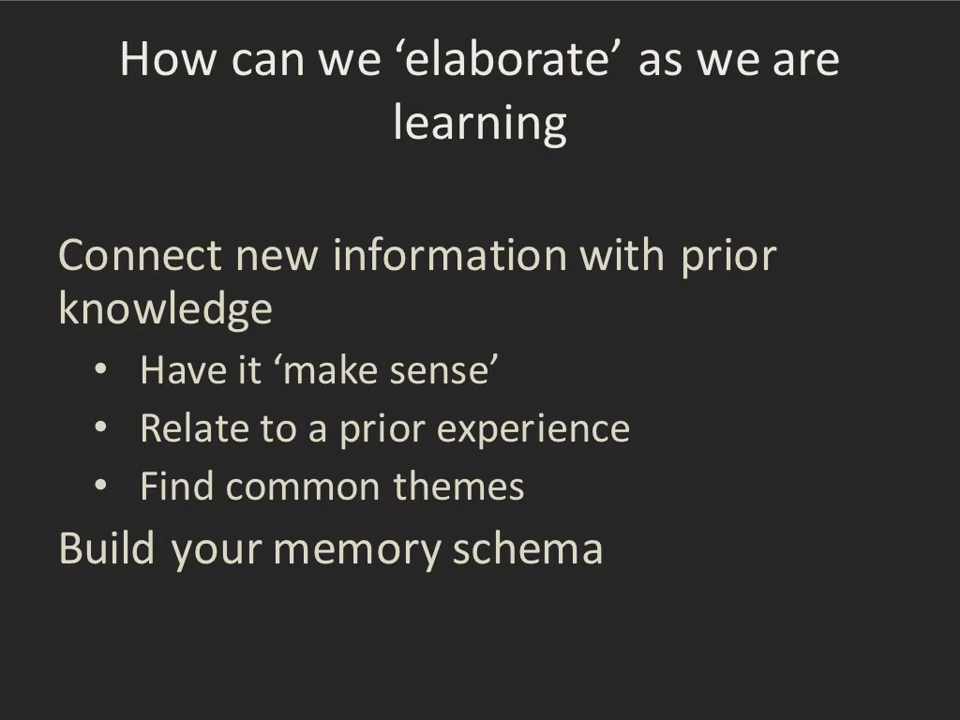 How can we ‘elaborate’ as we are
learning
Connect new information with prior
knowledge
• Have it ‘make sense’
• Relate to a prior experience
• Find common themes
Build your memory schema